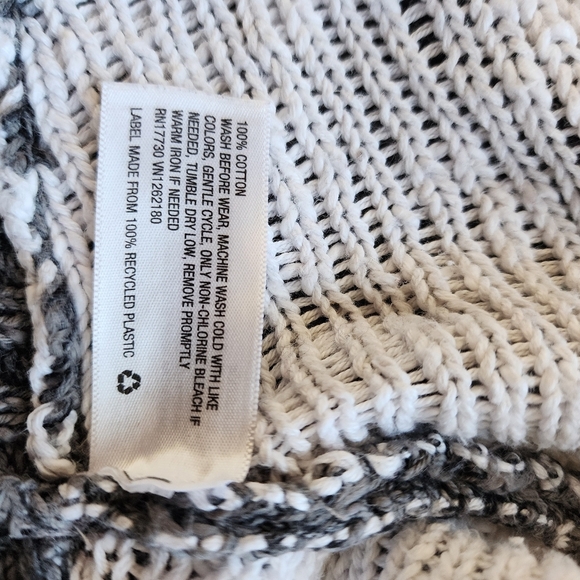 100% COTTON
WASH BEFORE WEAR, MACHINE WASH COLD WITH LIKE
COLORS, GENTLE CYCLE, ONLY NON-CHLORINE BLEACH IF
NEEDED, TUMBLE DRY LOW, REMOVE PROMPTLY
WARM IRON IF NEEDED
RN17730 VN1262180
LABEL MADE FROM 100% RECYCLED PLASTIC